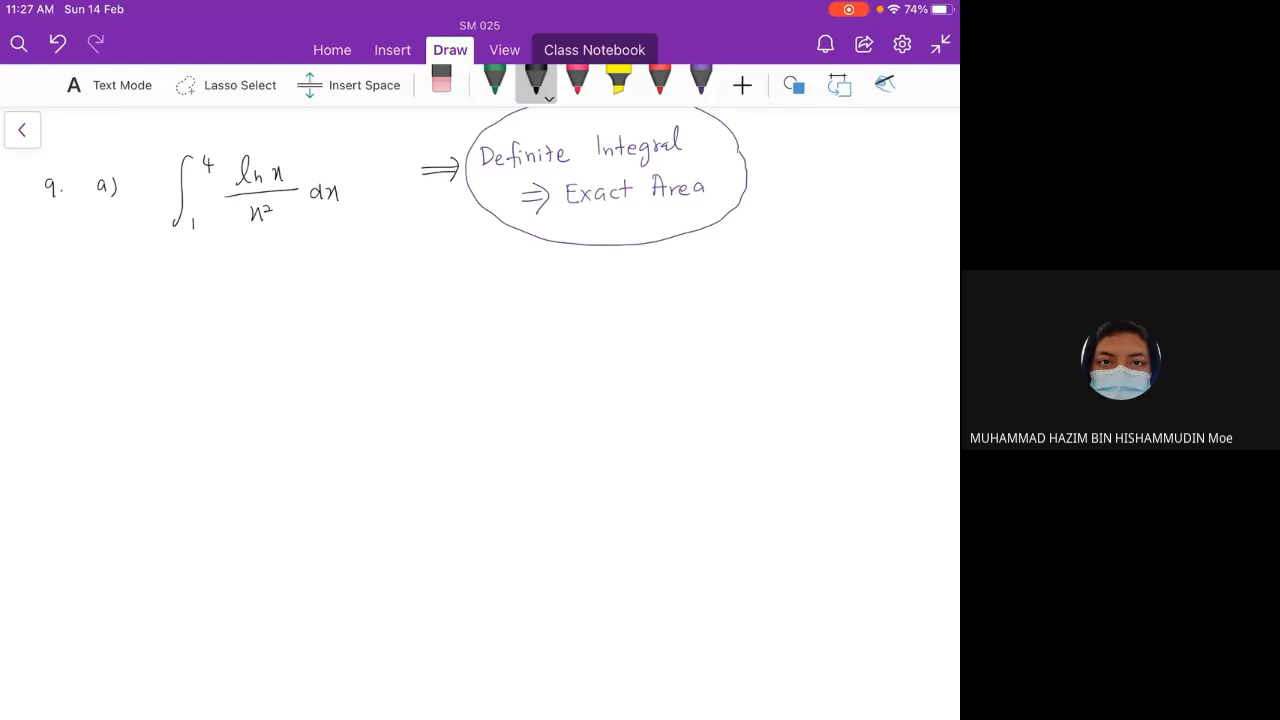 11:27 AM Sun 14 Feb
74%
SM 025
Home Insert Draw View Class Notebook
A Text Mode Lasso Select Insert Space
9. a) ∫₁⁴ ln x / x² dx ⇒ Definite Integral
⇒ Exact Area
MUHAMMAD HAZIM BIN HISHAMMUDIN Moe